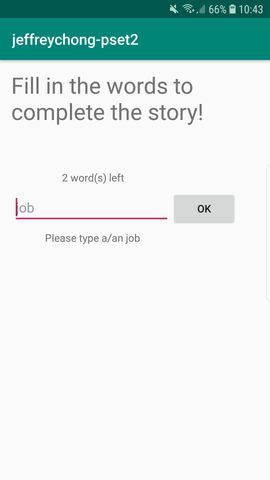 66% 10:43
jeffreychong-pset2
Fill in the words to
complete the story!
2 word(s) left
job
OK
Please type a/an job